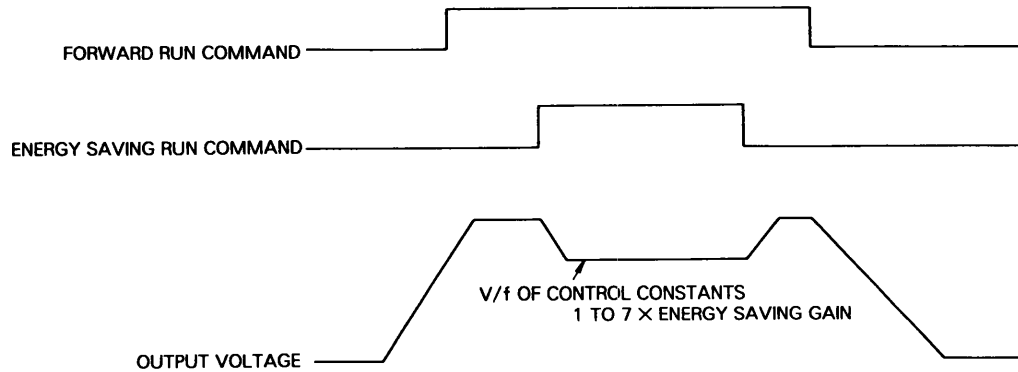 FORWARD RUN COMMAND
ENERGY SAVING RUN COMMAND
V/f OF CONTROL CONSTANTS
1 TO 7 × ENERGY SAVING GAIN
OUTPUT VOLTAGE